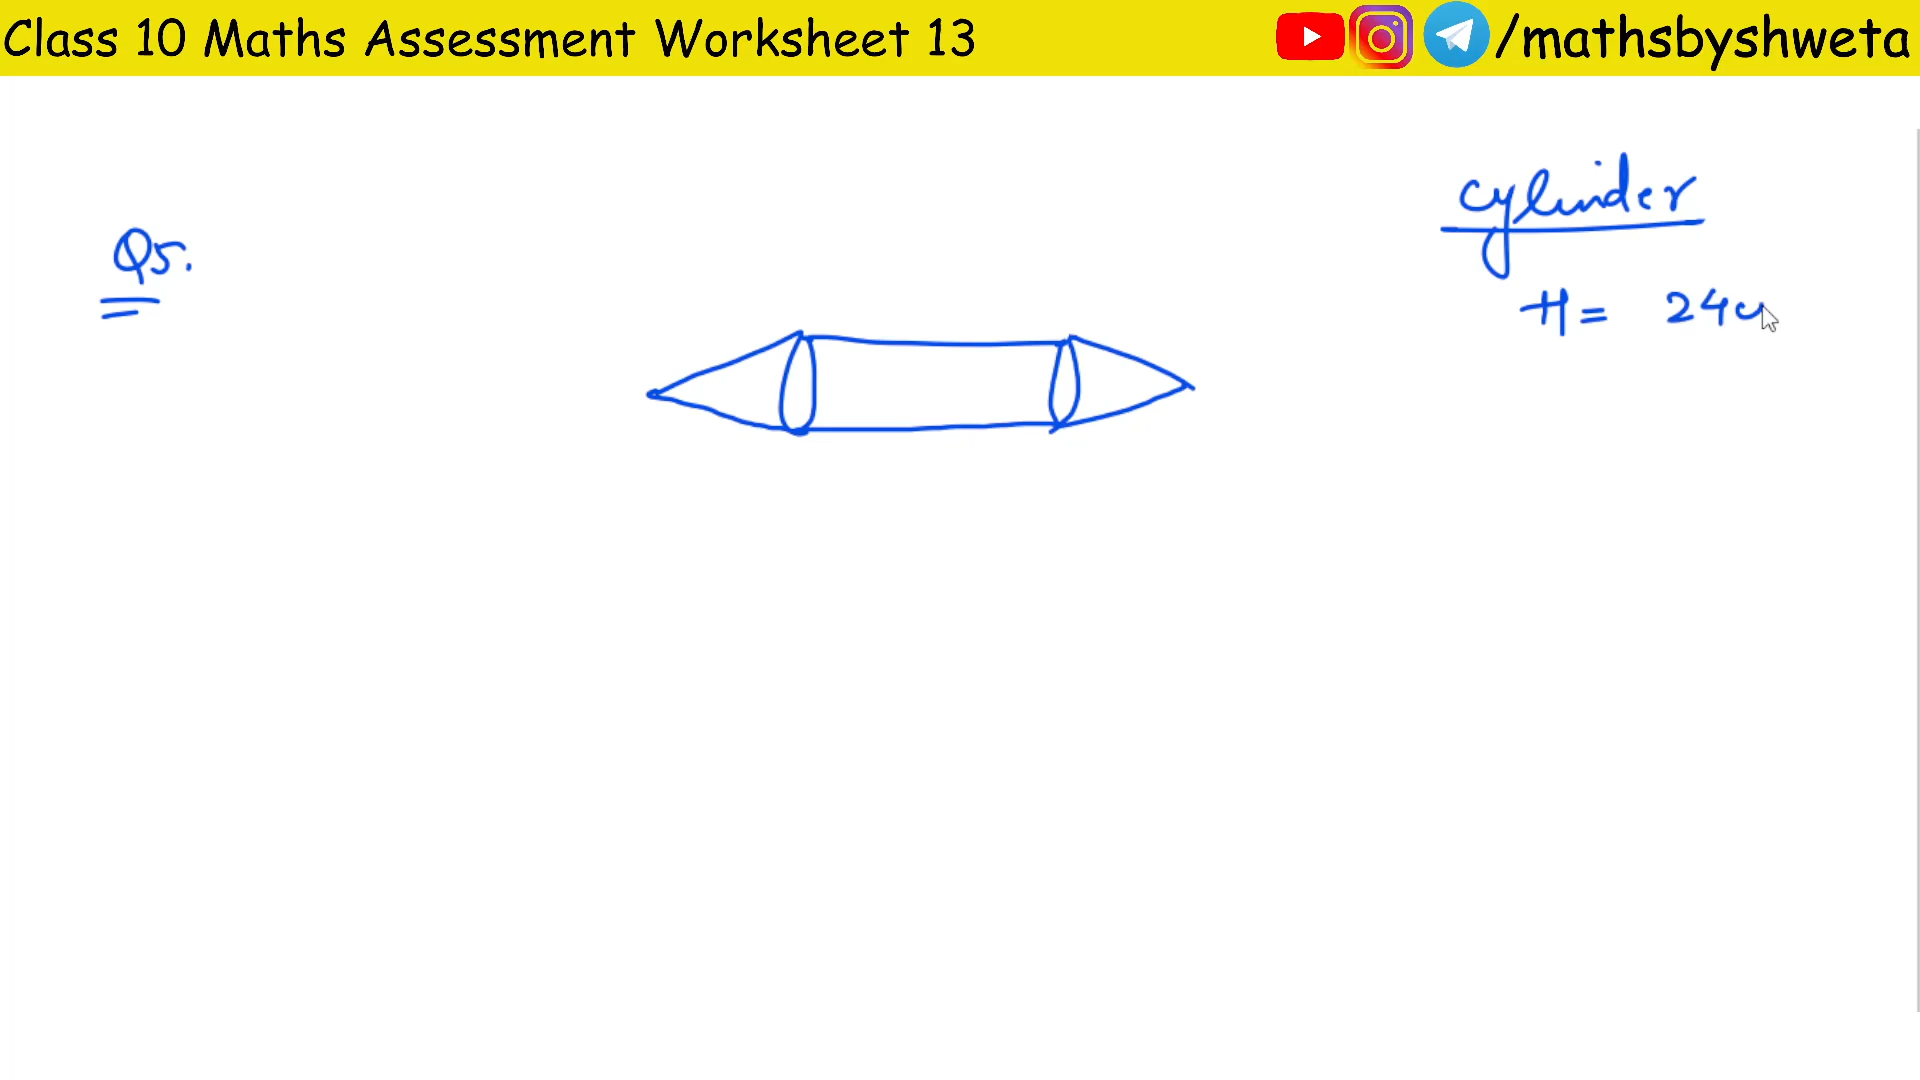 Class 10 Maths Assessment Worksheet 13
/mathsbyshweta
cylinder
Q5.
H = 24c